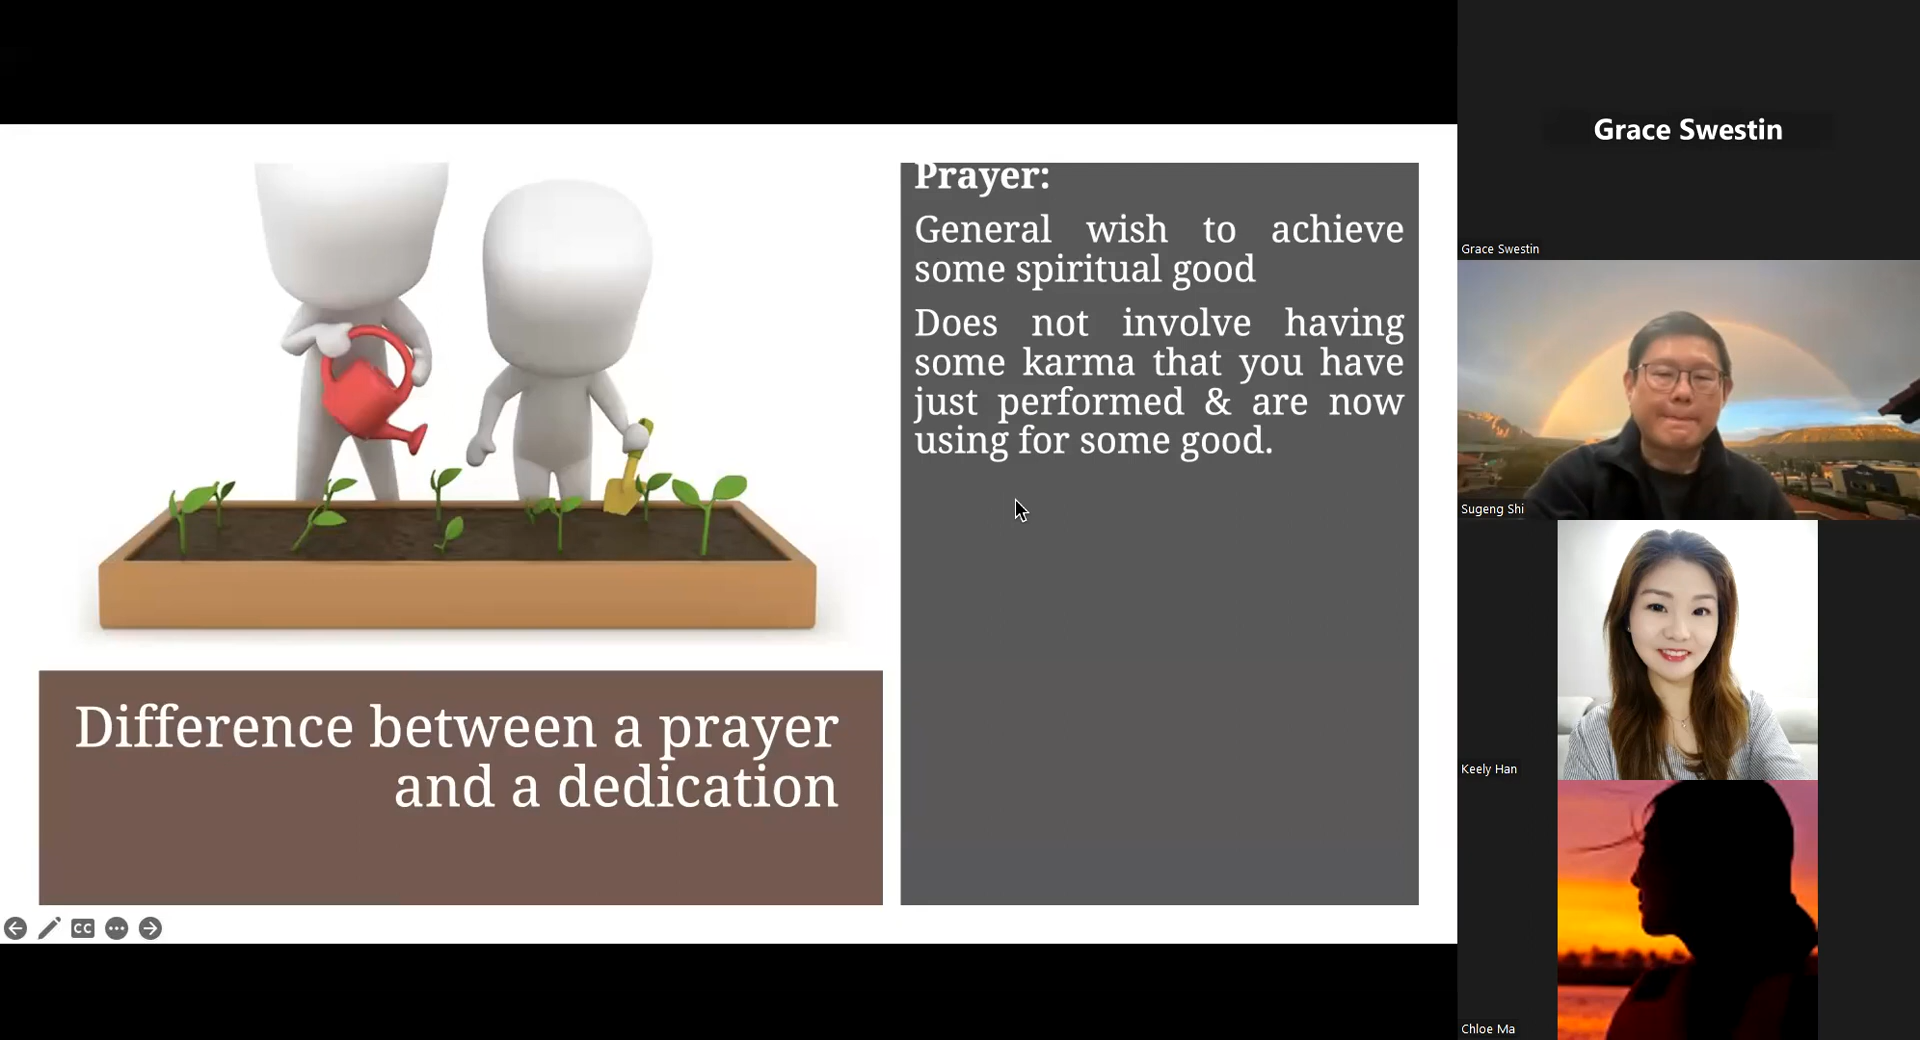 Prayer:
General wish to achieve
some spiritual good
Does not involve having
some karma that you have
just performed & are now
using for some good.
Difference between a prayer
and a dedication
CC
Grace Swestin
Grace Swestin
Sugeng Shi
Keely Han
Chloe Ma